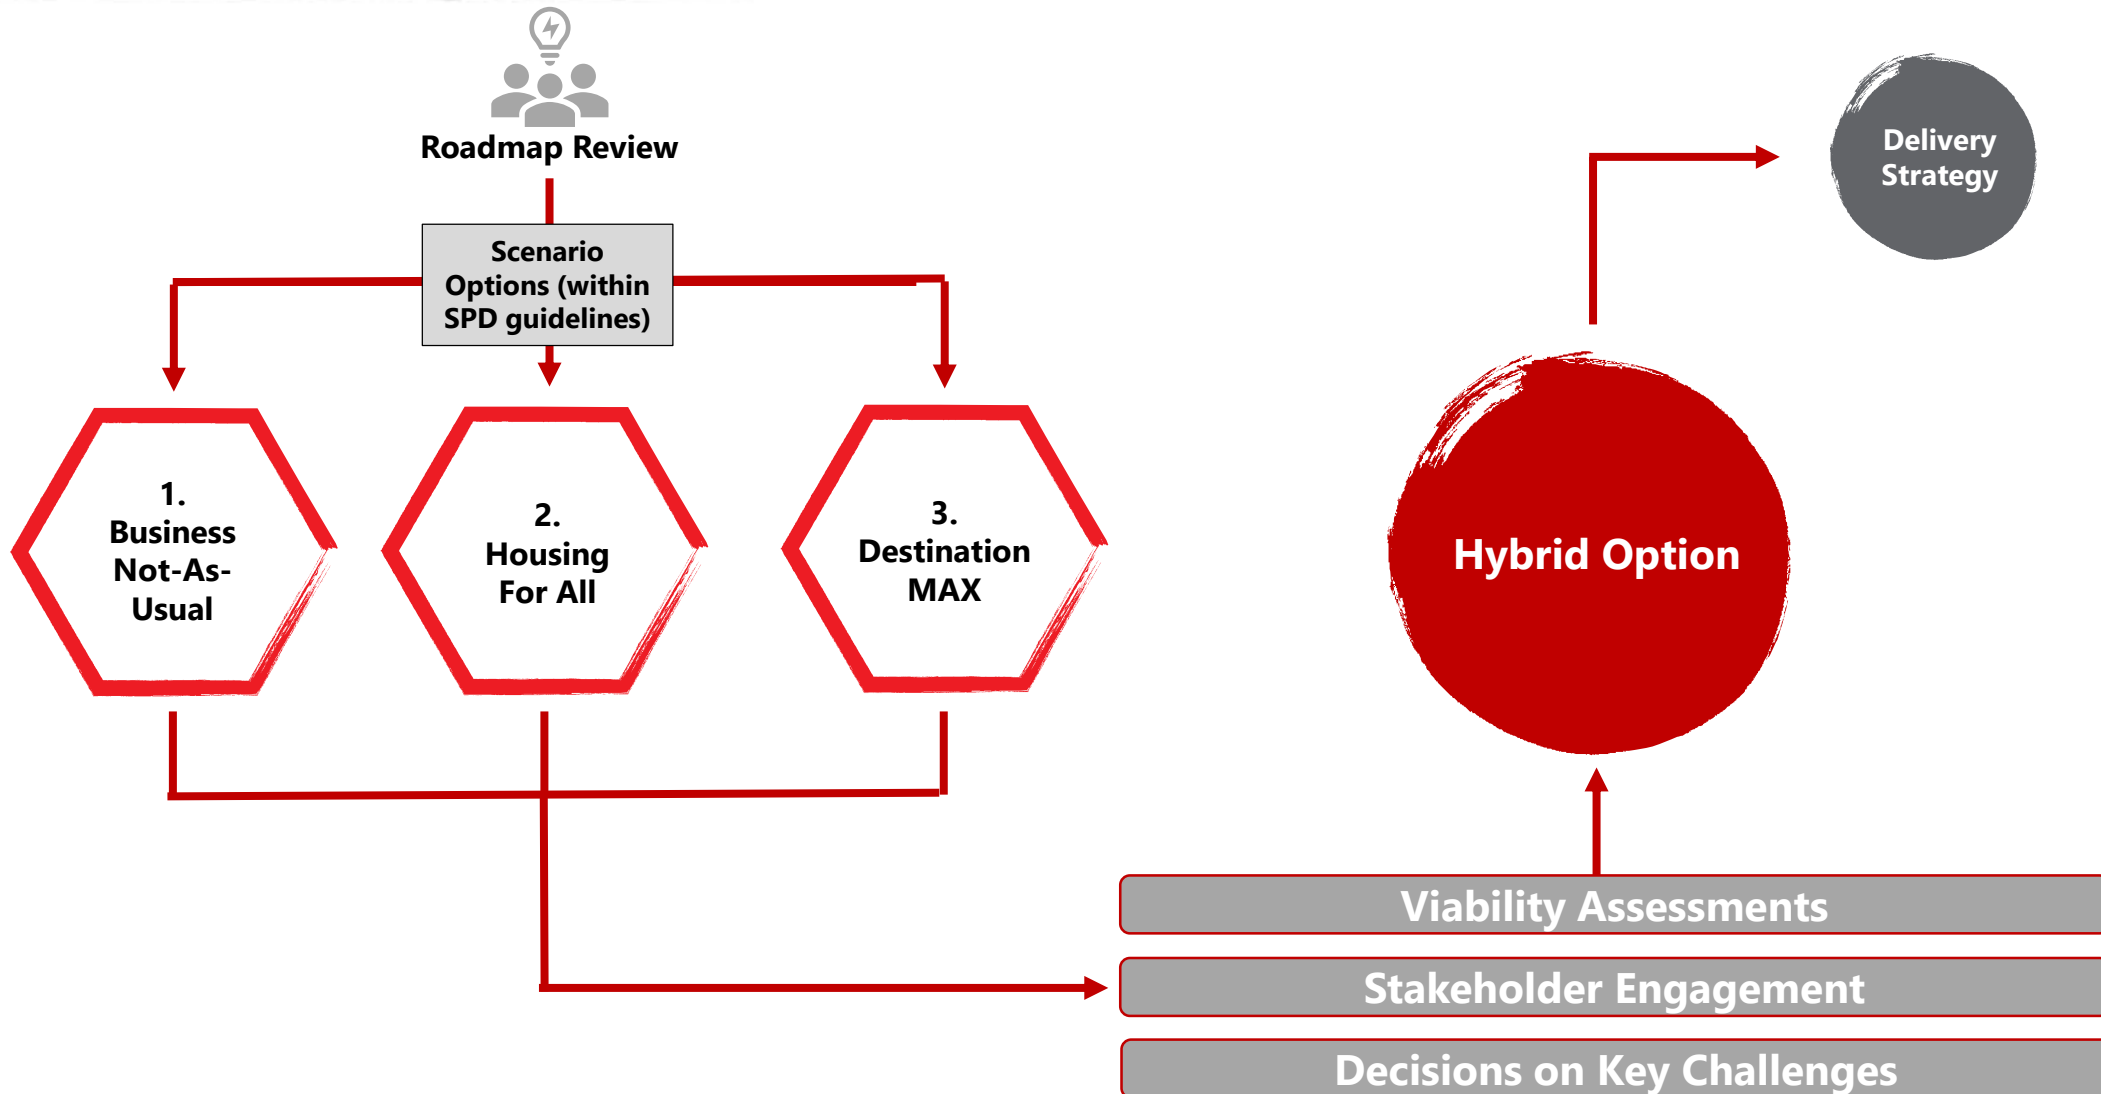 Roadmap Review
Scenario
Options (within
SPD guidelines)
1.
Business
Not-As-
Usual
2.
Housing
For All
3.
Destination
MAX
Delivery
Strategy
Hybrid Option
Viability Assessments
Stakeholder Engagement
Decisions on Key Challenges